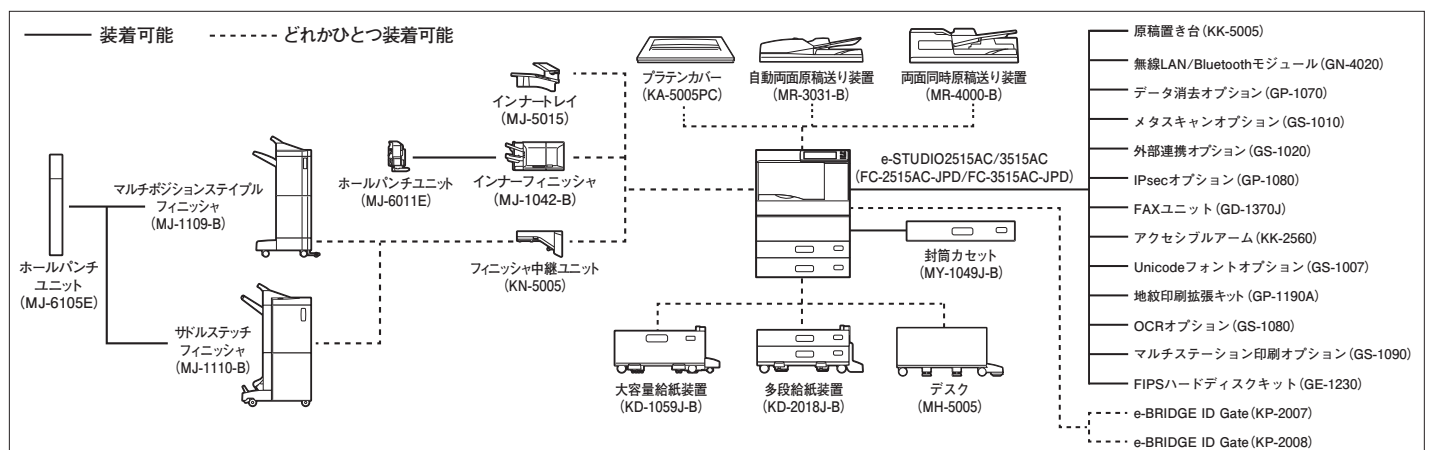 装着可能
どれかひとつ装着可能
プラテンカバー
(KA-5005PC)
自動両面原稿送り装置
(MR-3031-B)
両面同時原稿送り装置
(MR-4000-B)
インナートレイ
(MJ-5015)
ホールパンチユニット
(MJ-6011E)
インナーフィニッシャ
(MJ-1042-B)
マルチポジションステイプル
フィニッシャ
(MJ-1109-B)
ホールパンチ
ユニット
(MJ-6105E)
フィニッシャ中継ユニット
(KN-5005)
サドルステッチ
フィニッシャ
(MJ-1110-B)
e-STUDIO2515AC/3515AC
(FC-2515AC-JPD/FC-3515AC-JPD)
封筒カセット
(MY-1049J-B)
大容量給紙装置
(KD-1059J-B)
多段給紙装置
(KD-2018J-B)
デスク
(MH-5005)
原稿置き台(KK-5005)
無線LAN/Bluetoothモジュール(GN-4020)
データ消去オプション(GP-1070)
メタスキャンオプション(GS-1010)
外部連携オプション(GS-1020)
IPsecオプション(GP-1080)
FAXユニット(GD-1370J)
アクセシブルアーム(KK-2560)
Unicodeフォントオプション(GS-1007)
地紋印刷拡張キット(GP-1190A)
OCRオプション(GS-1080)
マルチステーション印刷オプション(GS-1090)
FIPSハードディスクキット(GE-1230)
e-BRIDGE ID Gate(KP-2007)
e-BRIDGE ID Gate(KP-2008)